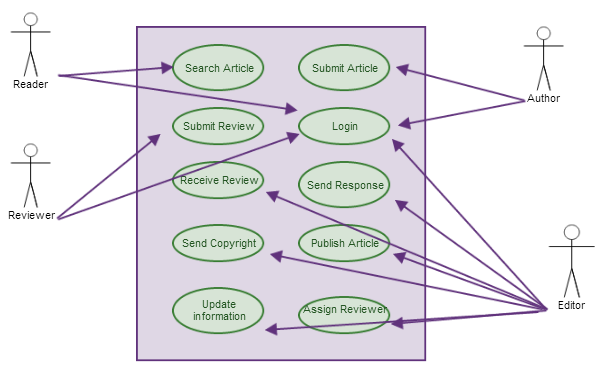 Reader
Search Article
Submit Article
Author
Submit Review
Login
Reviewer
Receive Review
Send Response
Send Copyright
Publish Article
Editor
Update
information
Assign Reviewer